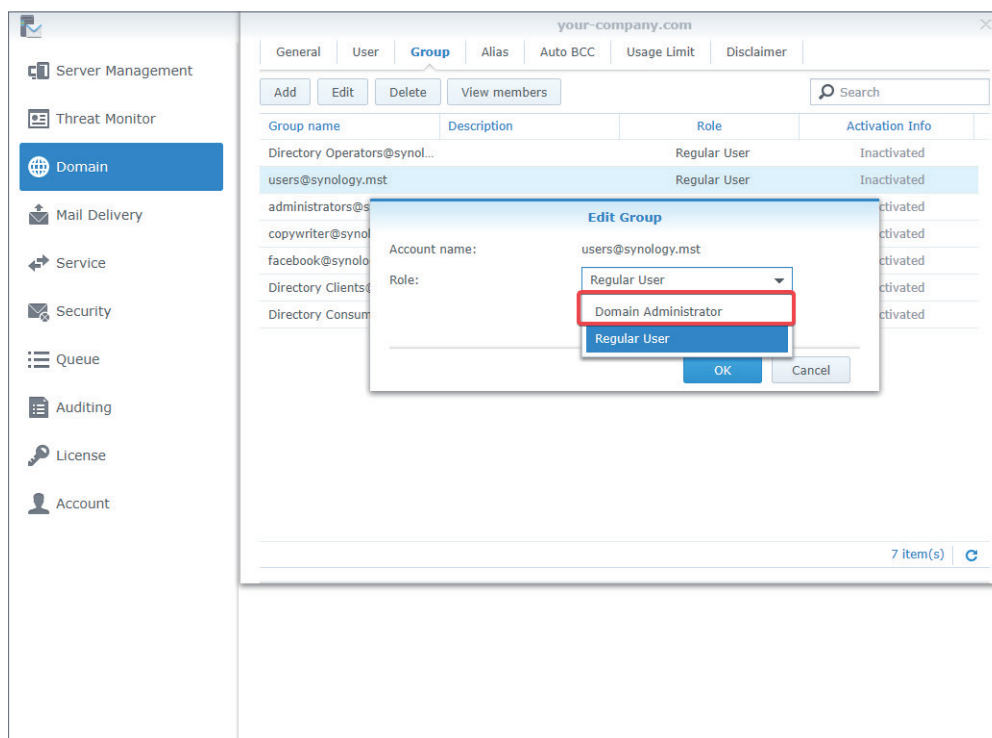 your-company.com
General User Group Alias Auto BCC Usage Limit Disclaimer
Add Edit Delete View members Search
Group name Description Role Activation Info
Directory Operators@synol... Regular User Inactivated
users@synology.mst Regular User Inactivated
administrators@s ctivated
copywriter@synol ctivated
facebook@synolo ctivated
Directory Clients@ ctivated
Directory Consum ctivated
Edit Group
Account name: users@synology.mst
Role: Regular User
Domain Administrator
Regular User
OK Cancel
7 item(s)
Server Management
Threat Monitor
Domain
Mail Delivery
Service
Security
Queue
Auditing
License
Account